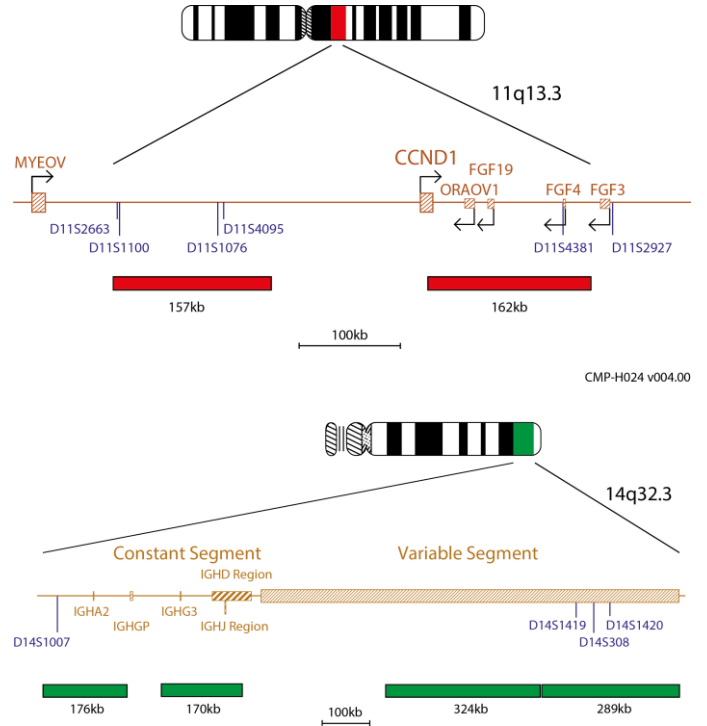 11q13.3
MYEOV
CCND1
FGF19
ORAOV1
FGF4
FGF3
D11S2663
D11S4095
D11S1100
D11S1076
D11S4381
D11S2927
157kb
162kb
100kb
CMP-H024 v004.00
14q32.3
Constant Segment
Variable Segment
IGHD Region
IGHA2
IGHG3
IGHGP
IGHJ Region
D14S1007
D14S1419
D14S1420
D14S308
176kb
170kb
324kb
289kb
100kb